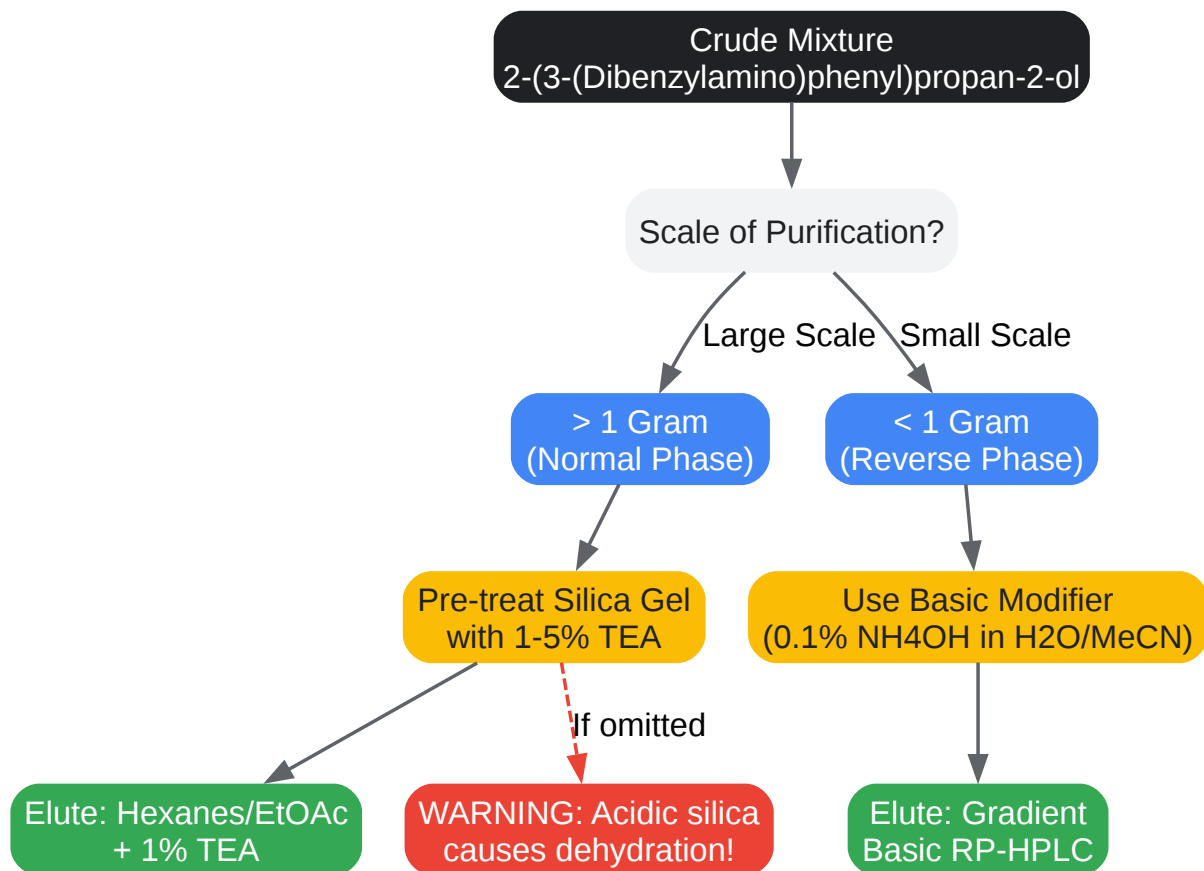 Crude Mixture
2-(3-(Dibenzylamino)phenyl)propan-2-ol
Scale of Purification?
Large Scale
Small Scale
> 1 Gram
(Normal Phase)
< 1 Gram
(Reverse Phase)
Pre-treat Silica Gel
with 1-5% TEA
Use Basic Modifier
(0.1% NH4OH in H2O/MeCN)
If omitted
Elute: Hexanes/EtOAc
+ 1% TEA
WARNING: Acidic silica
causes dehydration!
Elute: Gradient
Basic RP-HPLC